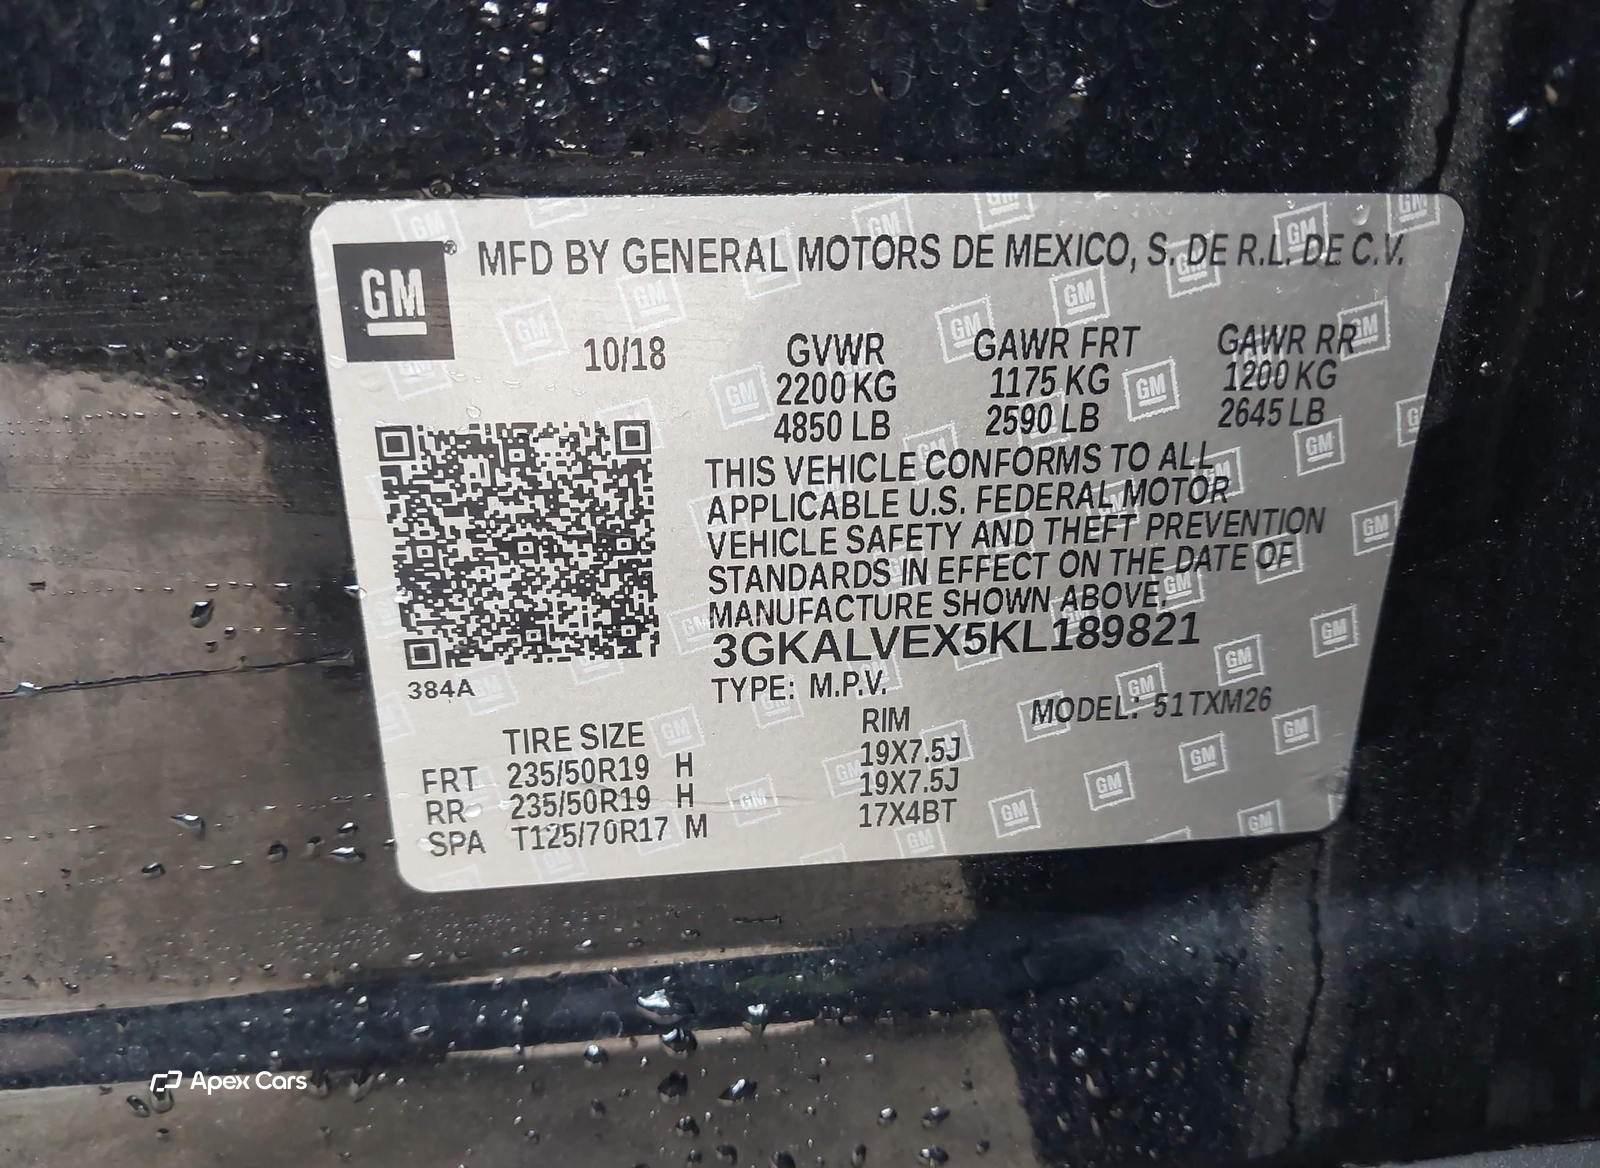 GM® MFD BY GENERAL MOTORS DE MEXICO, S. DE R.L. DE C.V.
10/18
GVWR GAWR FRT GAWR RR
2200 KG 1175 KG 1200 KG
4850 LB 2590 LB 2645 LB
THIS VEHICLE CONFORMS TO ALL
APPLICABLE U.S. FEDERAL MOTOR
VEHICLE SAFETY AND THEFT PREVENTION
STANDARDS IN EFFECT ON THE DATE OF
MANUFACTURE SHOWN ABOVE.
3GKALVEX5KL189821
384A
TYPE: M.P.V. MODEL: 51TXM26
TIRE SIZE RIM
FRT 235/50R19 H 19X7.5J
RR 235/50R19 H 19X7.5J
SPA T125/70R17 M 17X4BT
Apex Cars